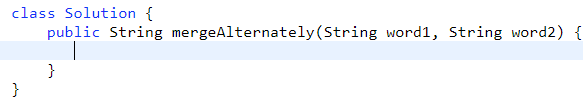 class Solution {
    public String mergeAlternately(String word1, String word2) {
    }
}